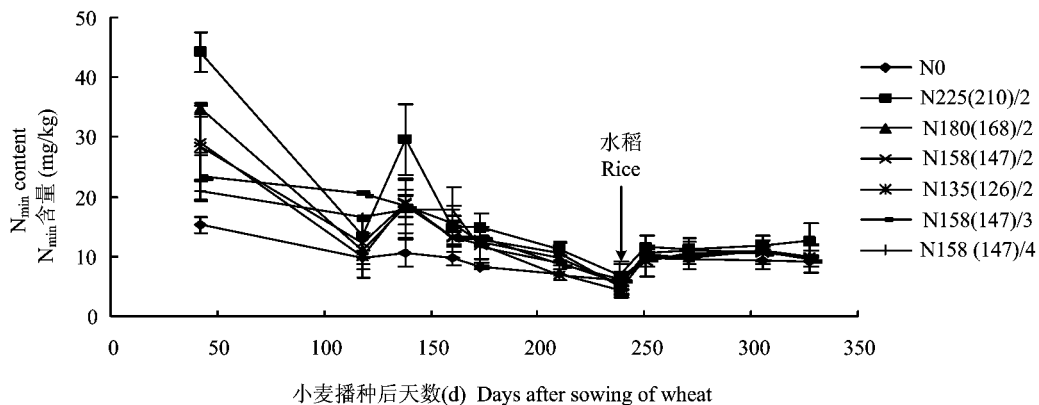 50
40
30
20
10
0
N_min content
N_min含量 (mg/kg)
0 50 100 150 200 250 300 350
小麦播种后天数(d) Days after sowing of wheat
水稻
Rice
N0
N225(210)/2
N180(168)/2
N158(147)/2
N135(126)/2
N158(147)/3
N158 (147)/4